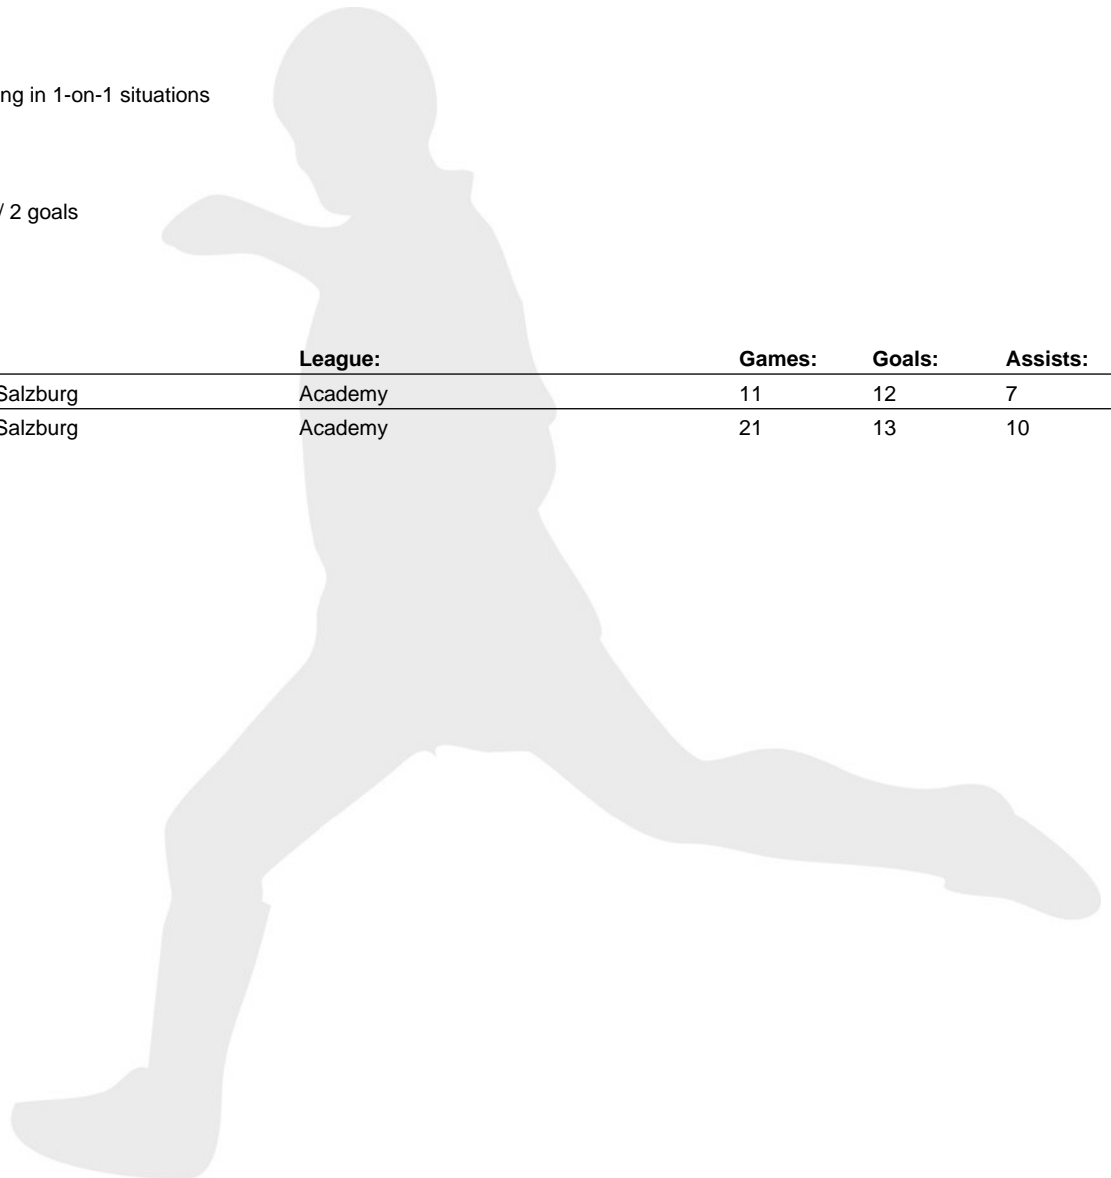 ng in 1-on-1 situations
/ 2 goals
League: Games: Goals: Assists:
Salzburg Academy 11 12 7
Salzburg Academy 21 13 10